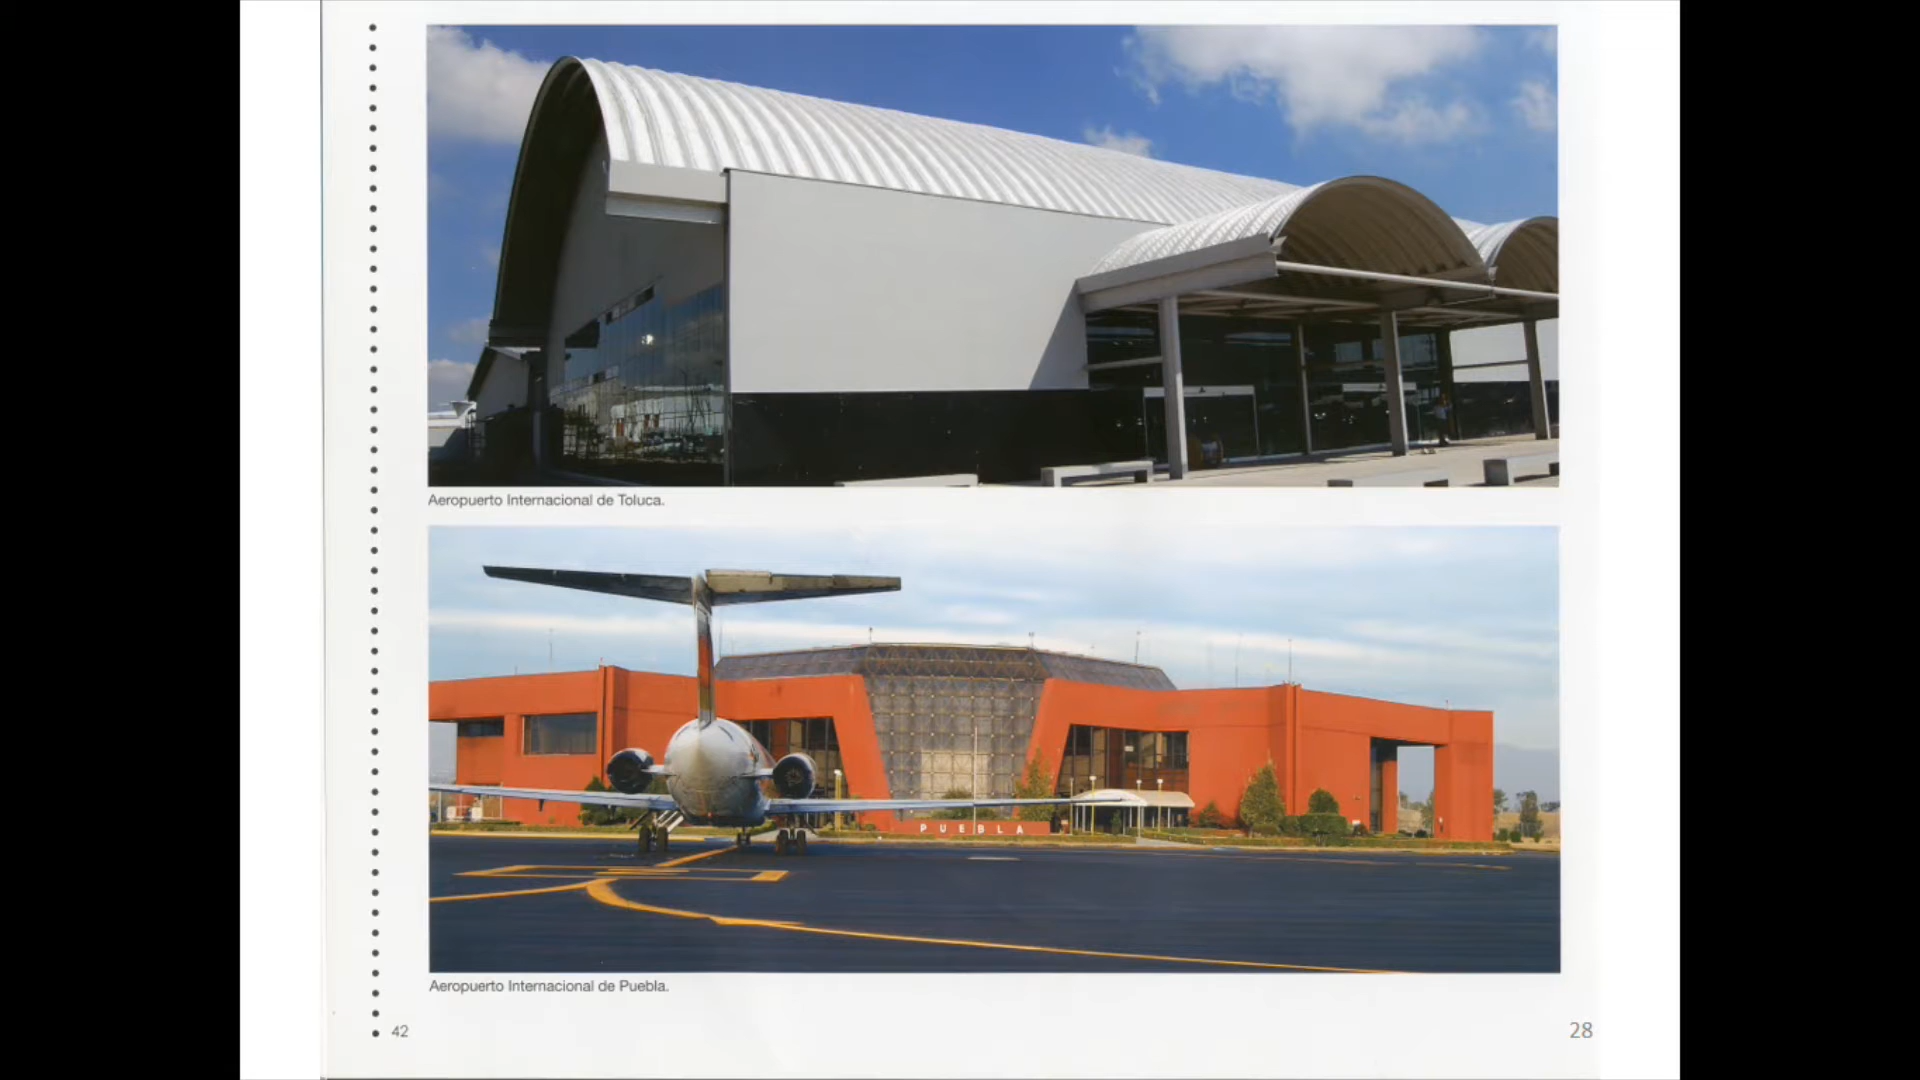 Aeropuerto Internacional de Toluca.
PUEBLA
Aeropuerto Internacional de Puebla.
42
28